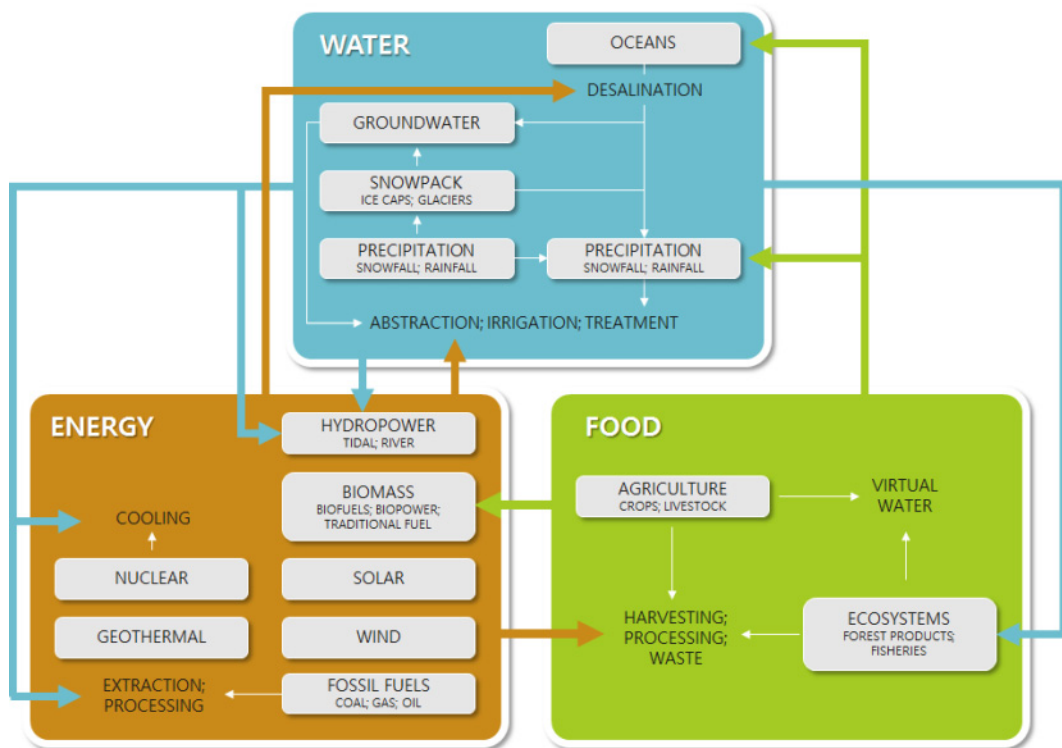 WATER
OCEANS
DESALINATION
GROUNDWATER
SNOWPACK
ICE CAPS; GLACIERS
PRECIPITATION
SNOWFALL; RAINFALL
PRECIPITATION
SNOWFALL; RAINFALL
ABSTRACTION; IRRIGATION; TREATMENT
ENERGY
HYDROPOWER
TIDAL; RIVER
BIOMASS
BIOFUELS; BIOPOWER;
TRADITIONAL FUEL
COOLING
NUCLEAR
SOLAR
GEOTHERMAL
WIND
EXTRACTION;
PROCESSING
FOSSIL FUELS
COAL; GAS; OIL
FOOD
AGRICULTURE
CROPS; LIVESTOCK
VIRTUAL
WATER
HARVESTING;
PROCESSING;
WASTE
ECOSYSTEMS
FOREST PRODUCTS;
FISHERIES